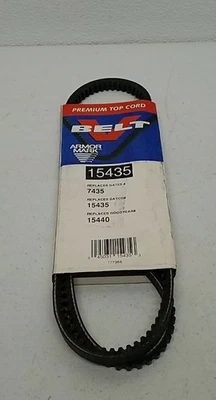 PREMIUM TOP CORD
V
BELT
ARMOR
MARK
15435
REPLACES GATES #
7435
REPLACES DAYCO#
15435
REPLACES GOODYEAR#
15440